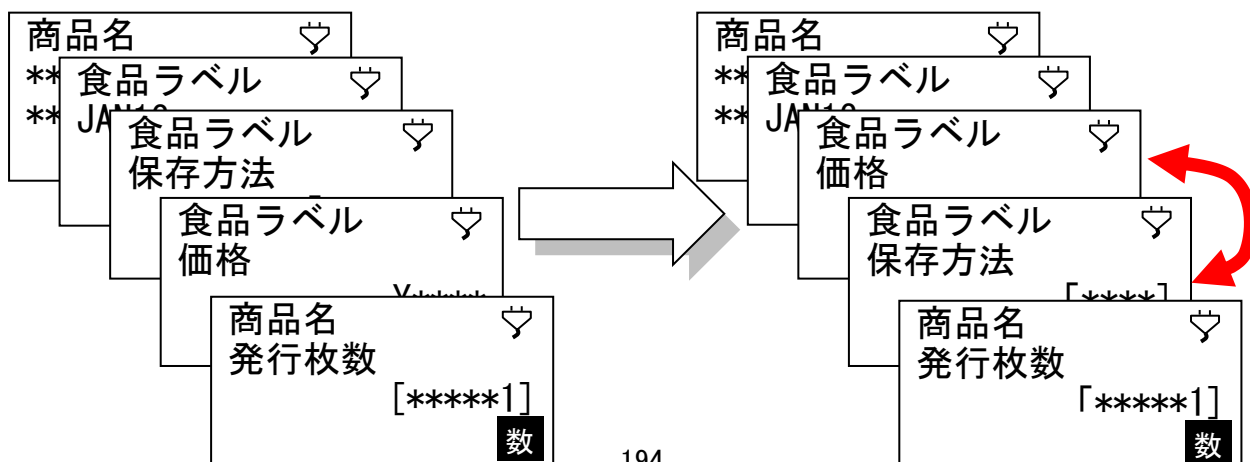 商品名
**
**
食品ラベル
JAN13
食品ラベル
保存方法
食品ラベル
価格
¥*****
商品名
発行枚数
[*****1]
数
商品名
**
**
食品ラベル
食品ラベル
価格
食品ラベル
保存方法
[****]
商品名
発行枚数
[*****1]
数
194